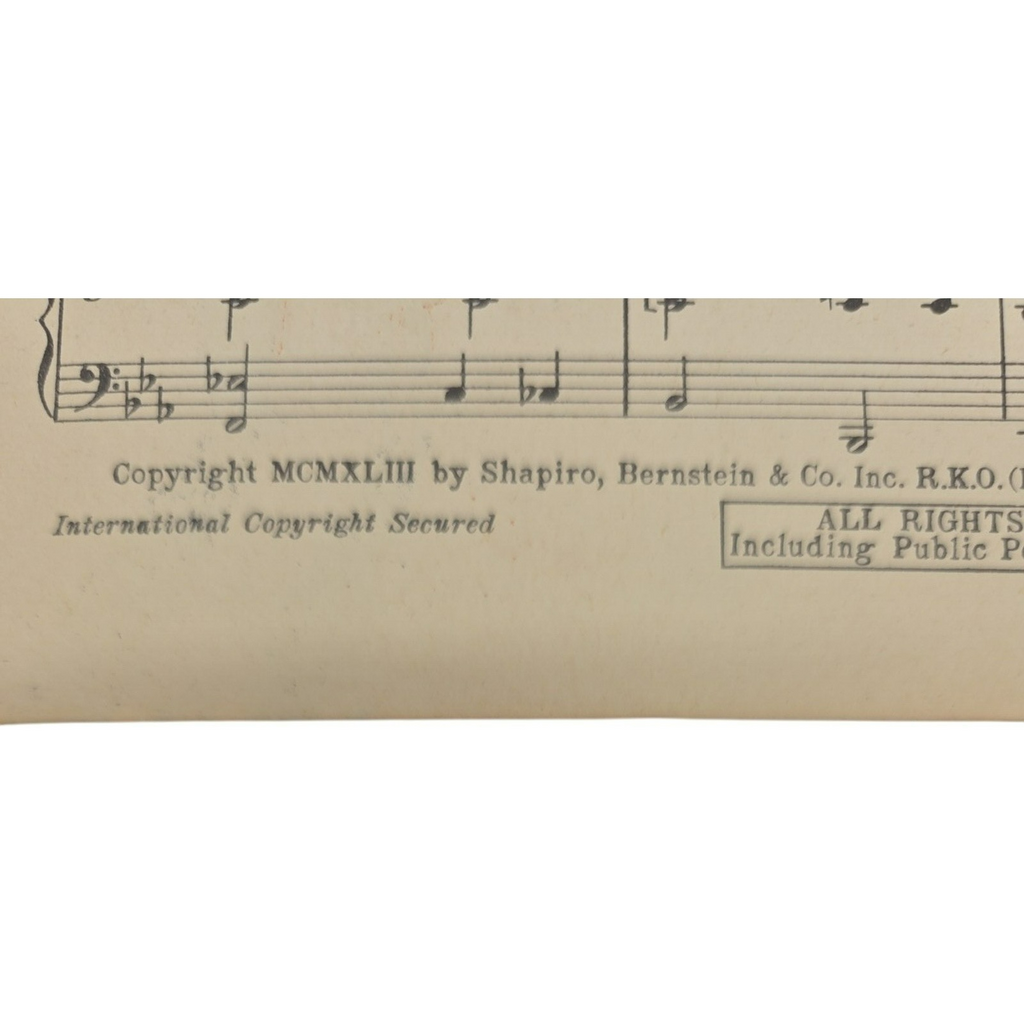 Copyright MCMXLIII by Shapiro, Bernstein & Co. Inc. R.K.O.
International Copyright Secured
ALL RIGHTS
Including Public